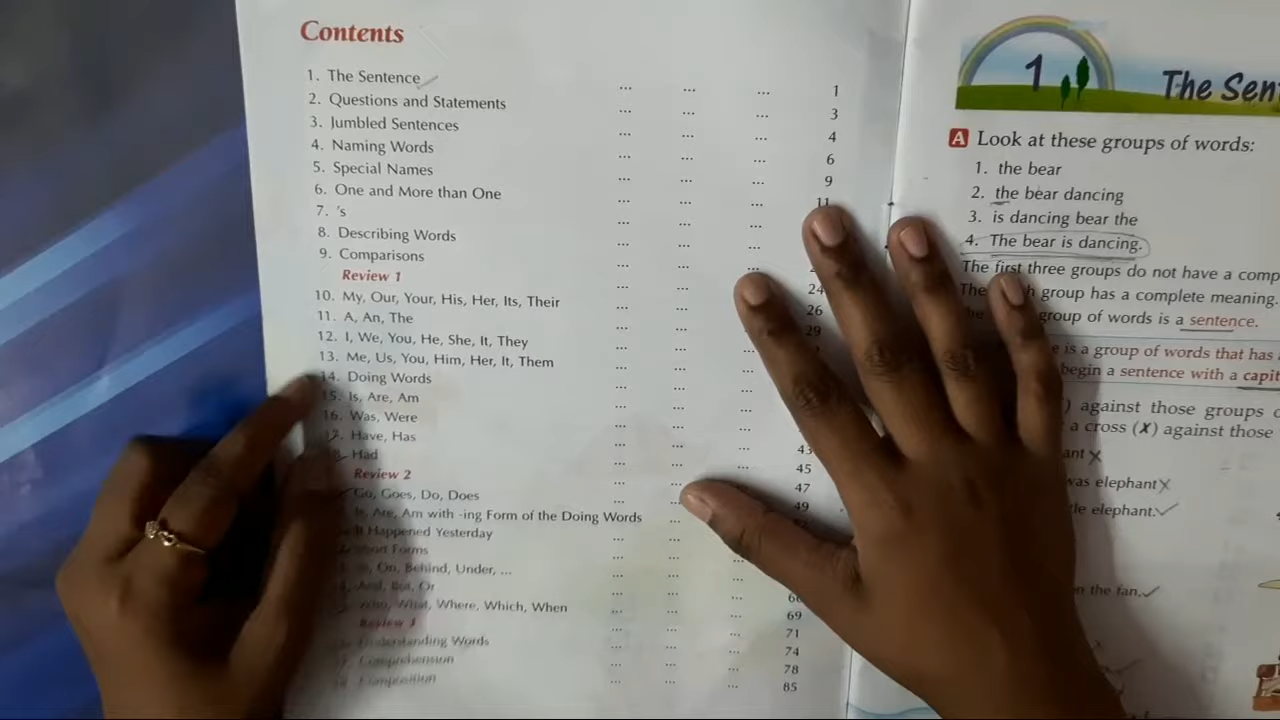 Contents
1. The Sentence ... ... ... 1
2. Questions and Statements ... ... ... 3
3. Jumbled Sentences ... ... ... 4
4. Naming Words ... ... ... 6
5. Special Names ... ... ... 9
6. One and More than One ... ... ... 11
7. 's ... ... ...
8. Describing Words ... ... ...
9. Comparisons ... ... ...
Review 1 24
10. My, Our, Your, His, Her, Its, Their ... ... 26
11. A, An, The ... ... 29
12. I, We, You, He, She, It, They ... ... ...
13. Me, Us, You, Him, Her, It, Them ... ... ...
14. Doing Words ... ... ...
15. Is, Are, Am ... ... ...
16. Was, Were ... ... ...
17. Have, Has ... ... ... 43
Had ... ... ... 45
Review 2 47
Go, Goes, Do, Does ... ... 49
Is, Are, Am with -ing Form of the Doing Words ...
It Happened Yesterday ... ...
Short Forms ... ...
In, On, Behind, Under, ... ... ... ...
And, But, Or ... ... ...
Who, What, Where, Which, When ... ... ... 69
Review 3 71
Understanding Words ... ... ... 74
Comprehension ... ... ... 78
Composition ... ... ... 85
1 The Sen
A Look at these groups of words:
1. the bear
2. the bear dancing
3. is dancing bear the
4. The bear is dancing.
The first three groups do not have a comp
group has a complete meaning.
group of words is a sentence.
is a group of words that has
begin a sentence with a capit
) against those groups
a cross (✗) against those
ant ✗
was elephant ✗
elephant. ✓
the fan. ✓